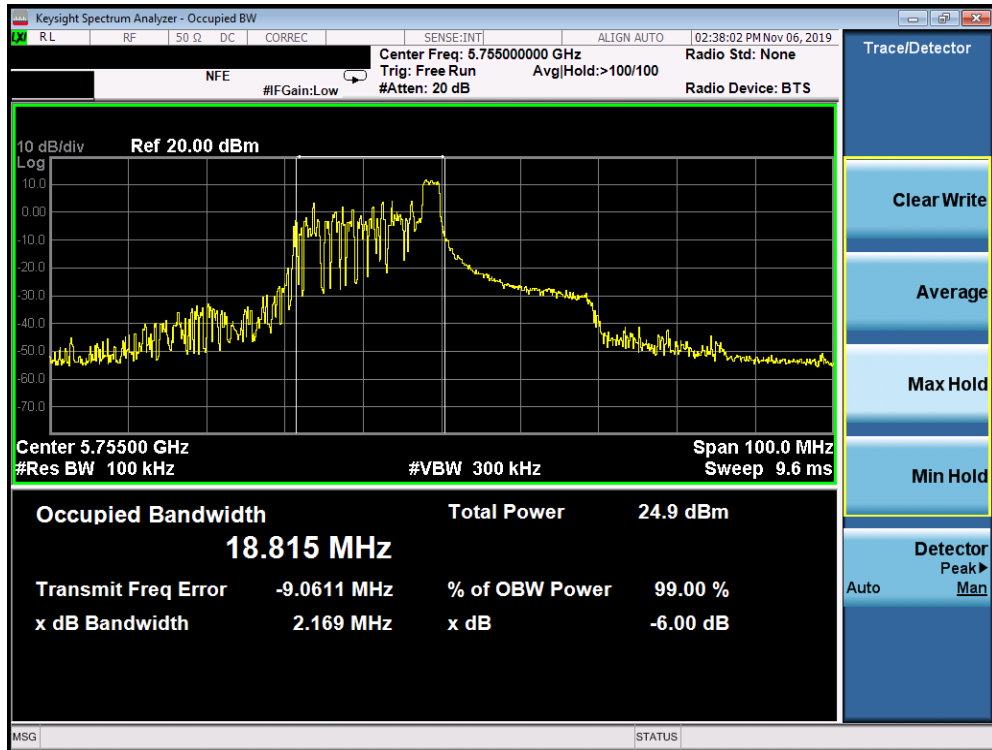 Keysight Spectrum Analyzer - Occupied BW
LXI RL RF 50 Ω DC CORREC SENSE:INT ALIGN AUTO 02:38:02 PM Nov 06, 2019
Center Freq: 5.755000000 GHz Radio Std: None
NFE Trig: Free Run Avg|Hold:>100/100
#IFGain:Low #Atten: 20 dB Radio Device: BTS
Trace/Detector
10 dB/div Ref 20.00 dBm
Log
10.0
0.00
-10.0
-20.0
-30.0
-40.0
-50.0
-60.0
-70.0
Center 5.75500 GHz Span 100.0 MHz
#Res BW 100 kHz #VBW 300 kHz Sweep 9.6 ms
Occupied Bandwidth Total Power 24.9 dBm
18.815 MHz
Transmit Freq Error -9.0611 MHz % of OBW Power 99.00 %
x dB Bandwidth 2.169 MHz x dB -6.00 dB
Clear Write
Average
Max Hold
Min Hold
Detector
Peak▶
Auto Man
MSG STATUS